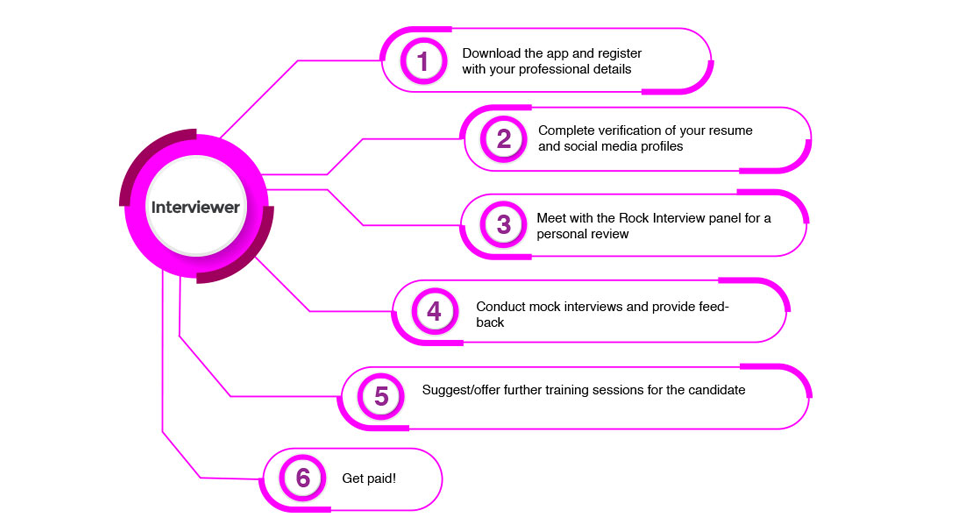 1
Download the app and register
with your professional details
2
Complete verification of your resume
and social media profiles
Interviewer
3
Meet with the Rock Interview panel for a
personal review
4
Conduct mock interviews and provide feed-
back
5
Suggest/offer further training sessions for the candidate
6
Get paid!